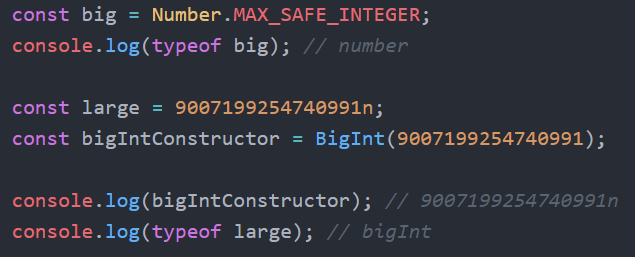 const big = Number.MAX_SAFE_INTEGER;
console.log(typeof big); // number
const large = 9007199254740991n;
const bigIntConstructor = BigInt(9007199254740991);
console.log(bigIntConstructor); // 9007199254740991n
console.log(typeof large); // bigInt